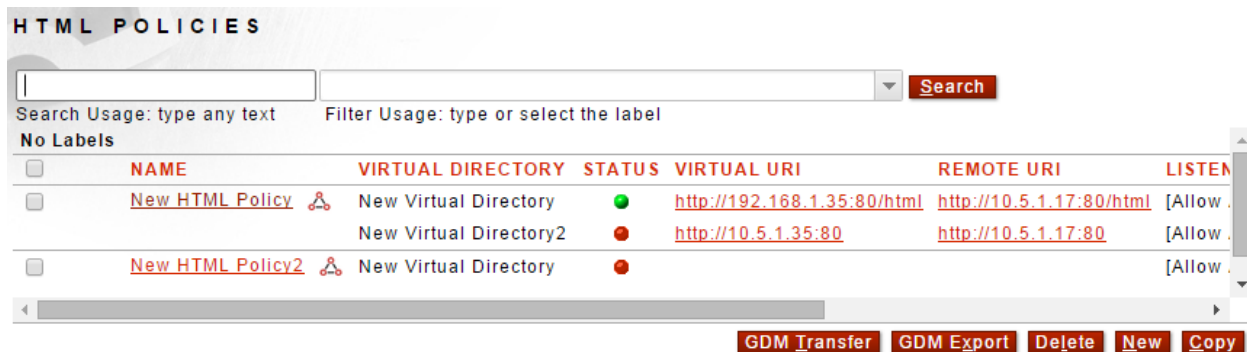 HTML POLICIES
Search
Search Usage: type any text Filter Usage: type or select the label
No Labels
NAME VIRTUAL DIRECTORY STATUS VIRTUAL URI REMOTE URI LISTEN
New HTML Policy New Virtual Directory http://192.168.1.35:80/html http://10.5.1.17:80/html [Allow
New Virtual Directory2 http://10.5.1.35:80 http://10.5.1.17:80 [Allow
New HTML Policy2 New Virtual Directory [Allow
GDM Transfer GDM Export Delete New Copy